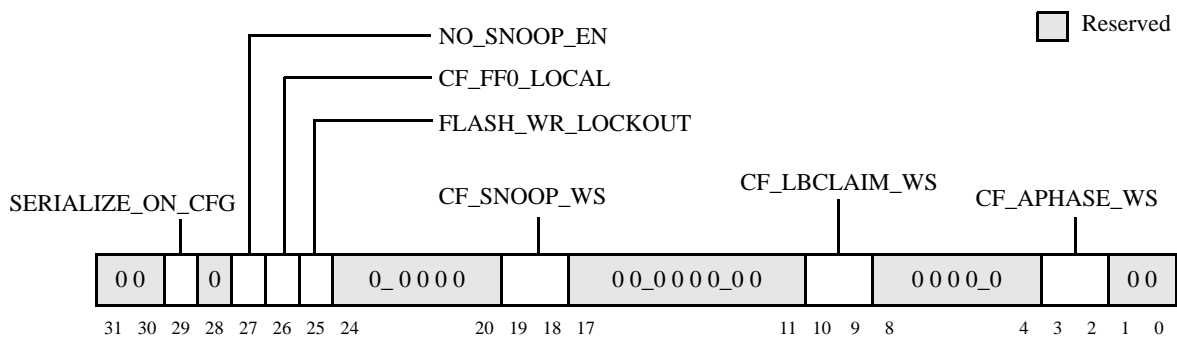 Reserved
NO_SNOOP_EN
CF_FF0_LOCAL
FLASH_WR_LOCKOUT
SERIALIZE_ON_CFG CF_SNOOP_WS CF_LBCLAIM_WS CF_APHASE_WS
0 0 0 0_ 0 0 0 0 0 0_0 0 0 0_0 0 0 0 0 0_0 0 0
31 30 29 28 27 26 25 24 20 19 18 17 11 10 9 8 4 3 2 1 0